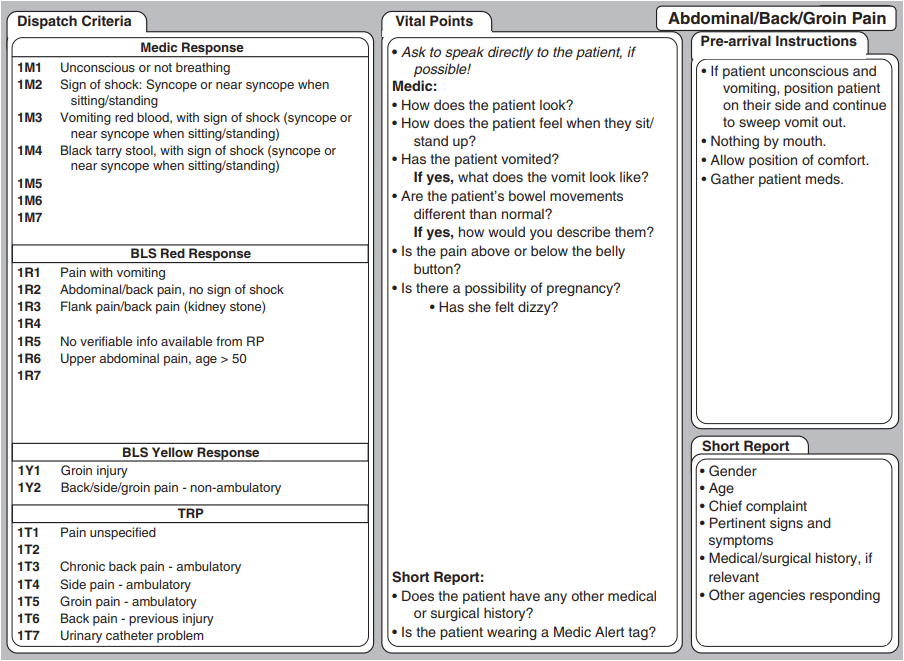 Abdominal/Back/Groin Pain
Dispatch Criteria
Medic Response
1M1 Unconscious or not breathing
1M2 Sign of shock: Syncope or near syncope when
sitting/standing
1M3 Vomiting red blood, with sign of shock (syncope or
near syncope when sitting/standing)
1M4 Black tarry stool, with sign of shock (syncope or
near syncope when sitting/standing)
1M5
1M6
1M7
BLS Red Response
1R1 Pain with vomiting
1R2 Abdominal/back pain, no sign of shock
1R3 Flank pain/back pain (kidney stone)
1R4
1R5 No verifiable info available from RP
1R6 Upper abdominal pain, age > 50
1R7
BLS Yellow Response
1Y1 Groin injury
1Y2 Back/side/groin pain - non-ambulatory
TRP
1T1 Pain unspecified
1T2
1T3 Chronic back pain - ambulatory
1T4 Side pain - ambulatory
1T5 Groin pain - ambulatory
1T6 Back pain - previous injury
1T7 Urinary catheter problem
Vital Points
• Ask to speak directly to the patient, if
possible!
Medic:
• How does the patient look?
• How does the patient feel when they sit/
stand up?
• Has the patient vomited?
If yes, what does the vomit look like?
• Are the patient's bowel movements
different than normal?
If yes, how would you describe them?
• Is the pain above or below the belly
button?
• Is there a possibility of pregnancy?
• Has she felt dizzy?
Short Report:
• Does the patient have any other medical
or surgical history?
• Is the patient wearing a Medic Alert tag?
Pre-arrival Instructions
• If patient unconscious and
vomiting, position patient
on their side and continue
to sweep vomit out.
• Nothing by mouth.
• Allow position of comfort.
• Gather patient meds.
Short Report
• Gender
• Age
• Chief complaint
• Pertinent signs and
symptoms
• Medical/surgical history, if
relevant
• Other agencies responding